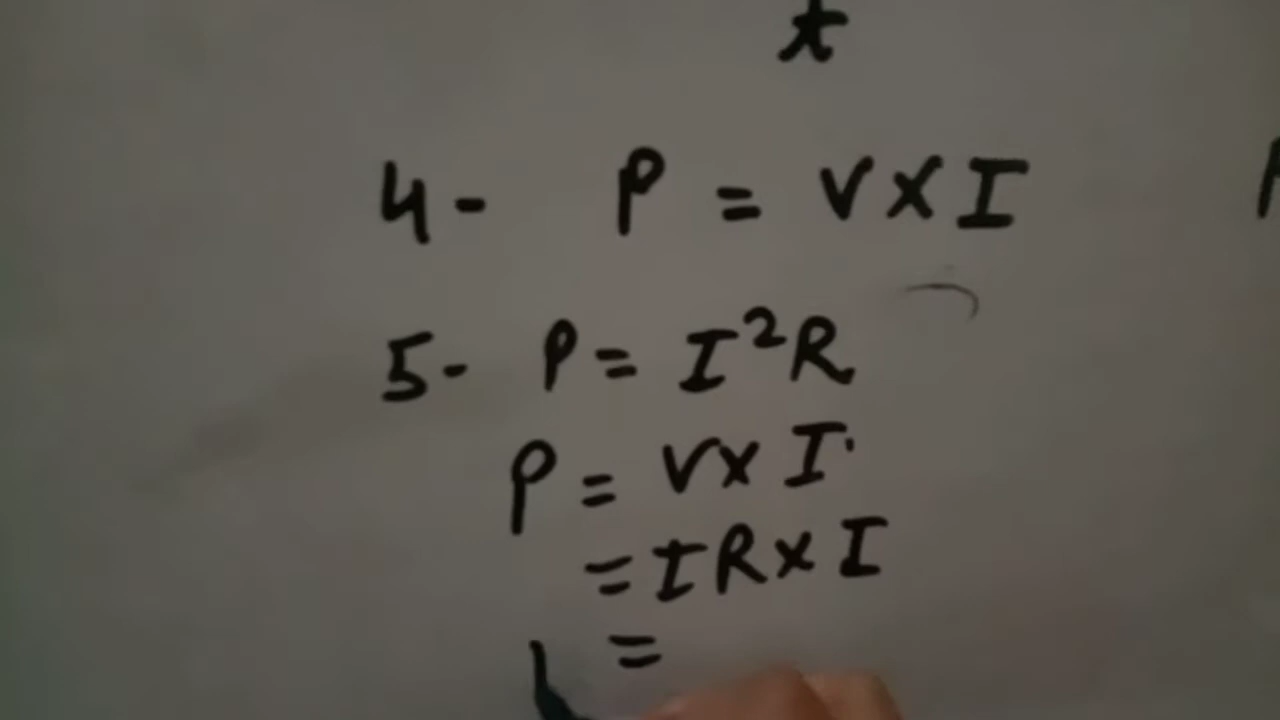 t
4- P = V X I
5- P = I²R
P = V x I
= IR x I
=